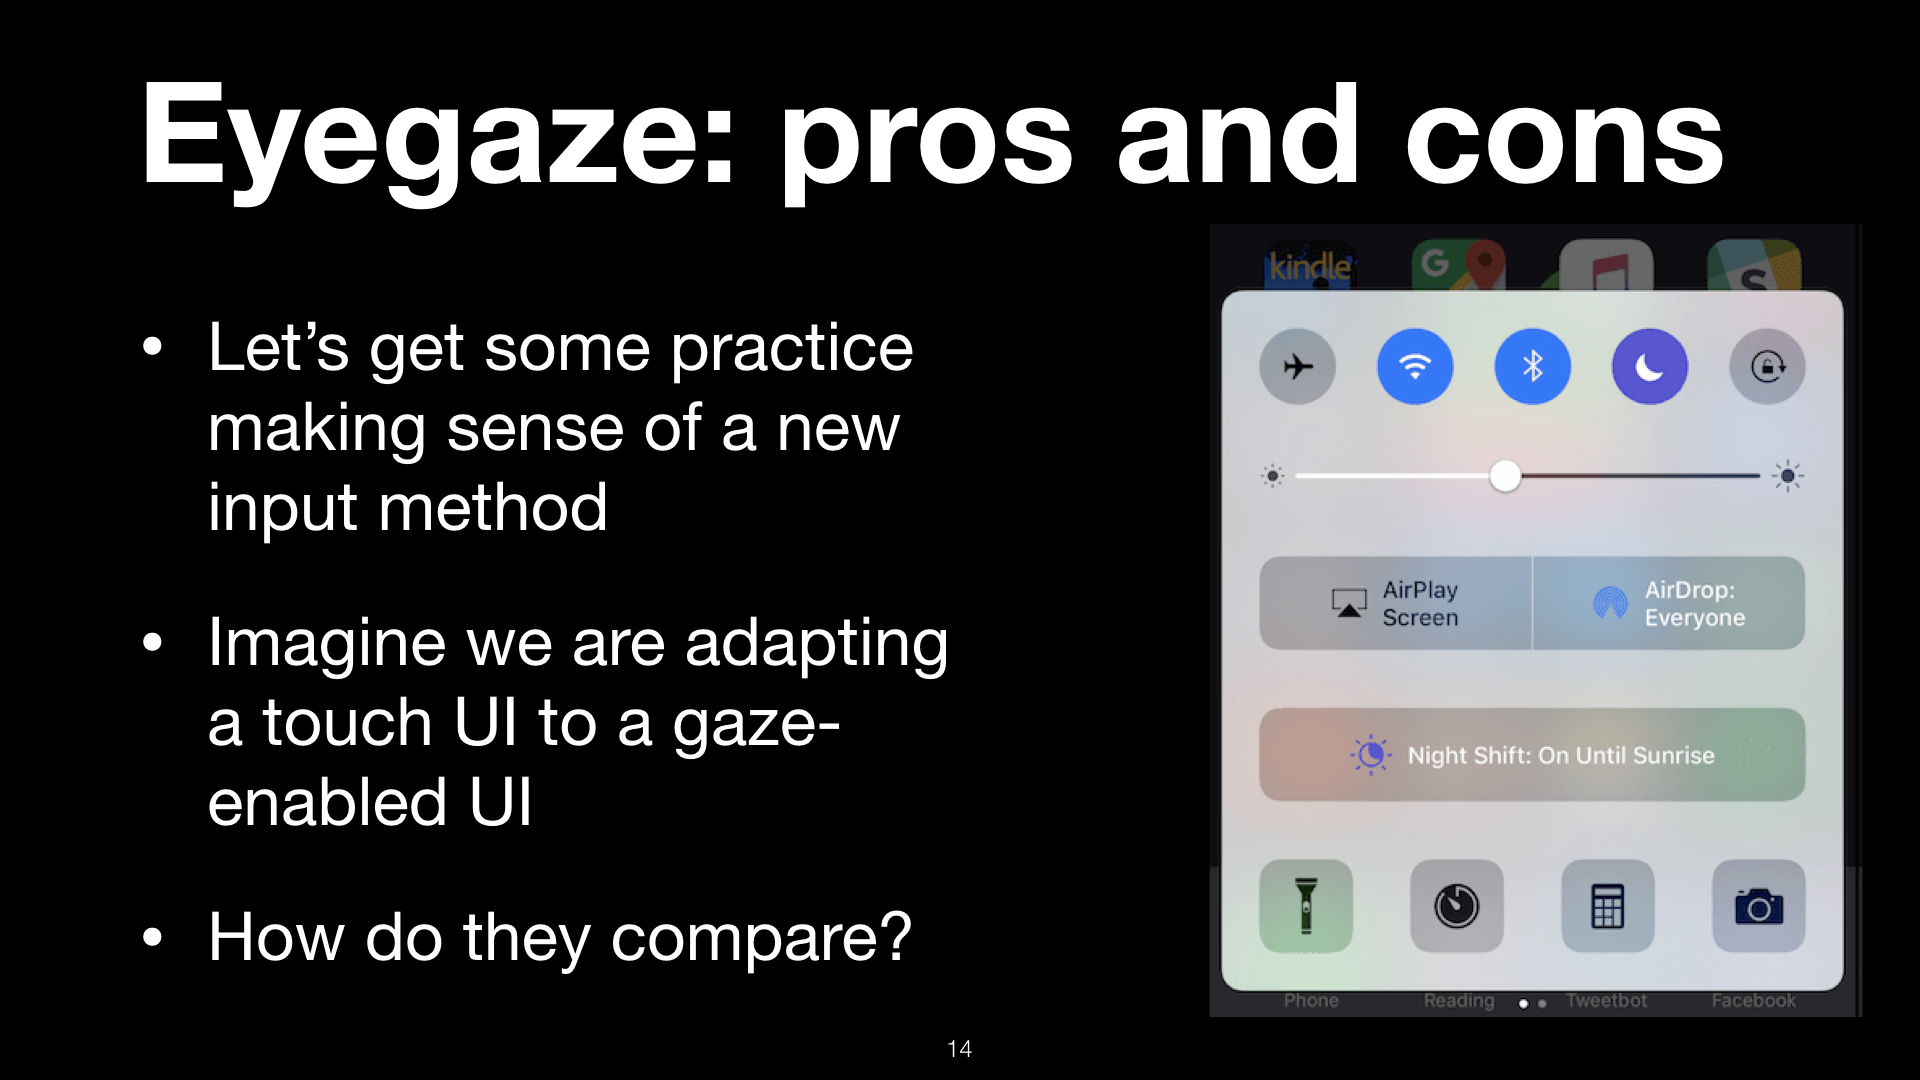 Eyegaze: pros and cons
• Let’s get some practice
making sense of a new
input method
• Imagine we are adapting
a touch UI to a gaze-
enabled UI
• How do they compare?
kindle
G
S
AirPlay
Screen
AirDrop:
Everyone
Night Shift: On Until Sunrise
Phone
Reading
Tweetbot
Facebook
14